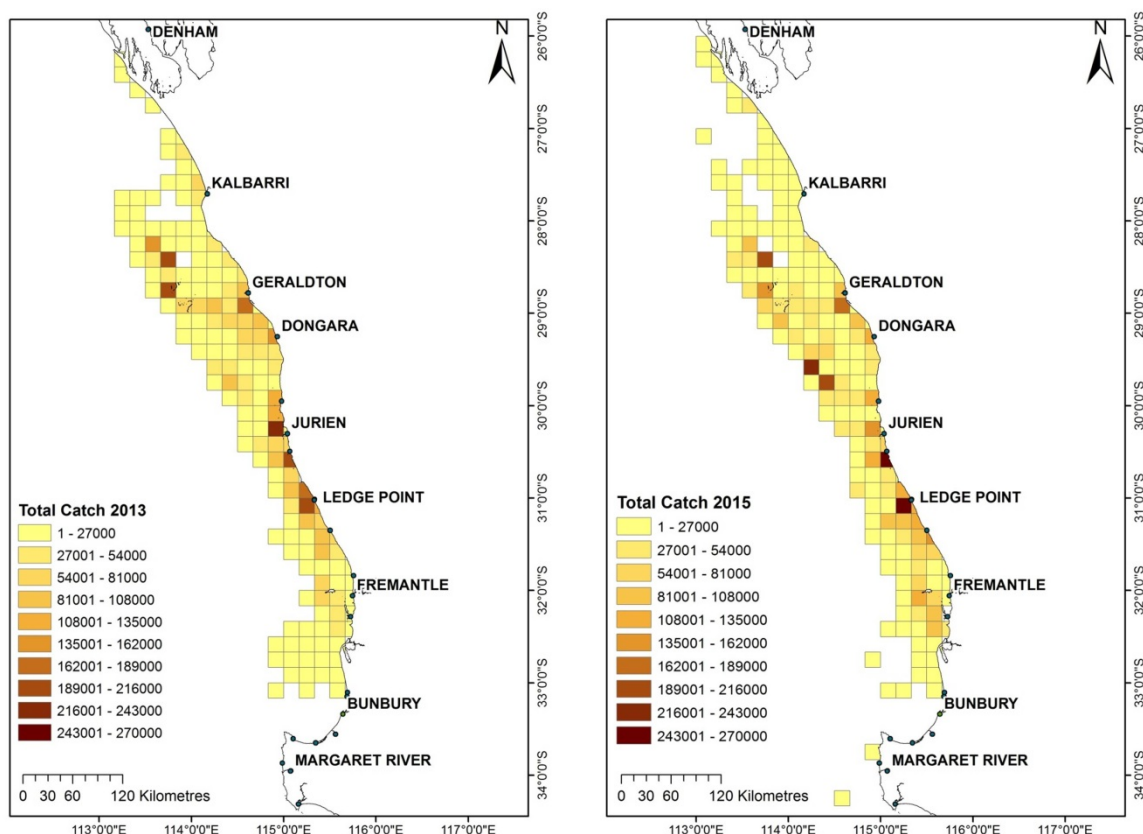 N
DENHAM
KALBARRI
GERALDTON
DONGARA
JURIEN
LEDGE POINT
FREMANTLE
BUNBURY
MARGARET RIVER
Total Catch 2013
1 - 27000
27001 - 54000
54001 - 81000
81001 - 108000
108001 - 135000
135001 - 162000
162001 - 189000
189001 - 216000
216001 - 243000
243001 - 270000
0 30 60 120 Kilometres
26°0'0"S
27°0'0"S
28°0'0"S
29°0'0"S
30°0'0"S
31°0'0"S
32°0'0"S
33°0'0"S
34°0'0"S
113°0'0"E 114°0'0"E 115°0'0"E 116°0'0"E 117°0'0"E
N
DENHAM
KALBARRI
GERALDTON
DONGARA
JURIEN
LEDGE POINT
FREMANTLE
BUNBURY
MARGARET RIVER
Total Catch 2015
1 - 27000
27001 - 54000
54001 - 81000
81001 - 108000
108001 - 135000
135001 - 162000
162001 - 189000
189001 - 216000
216001 - 243000
243001 - 270000
0 30 60 120 Kilometres
26°0'0"S
27°0'0"S
28°0'0"S
29°0'0"S
30°0'0"S
31°0'0"S
32°0'0"S
33°0'0"S
34°0'0"S
113°0'0"E 114°0'0"E 115°0'0"E 116°0'0"E 117°0'0"E